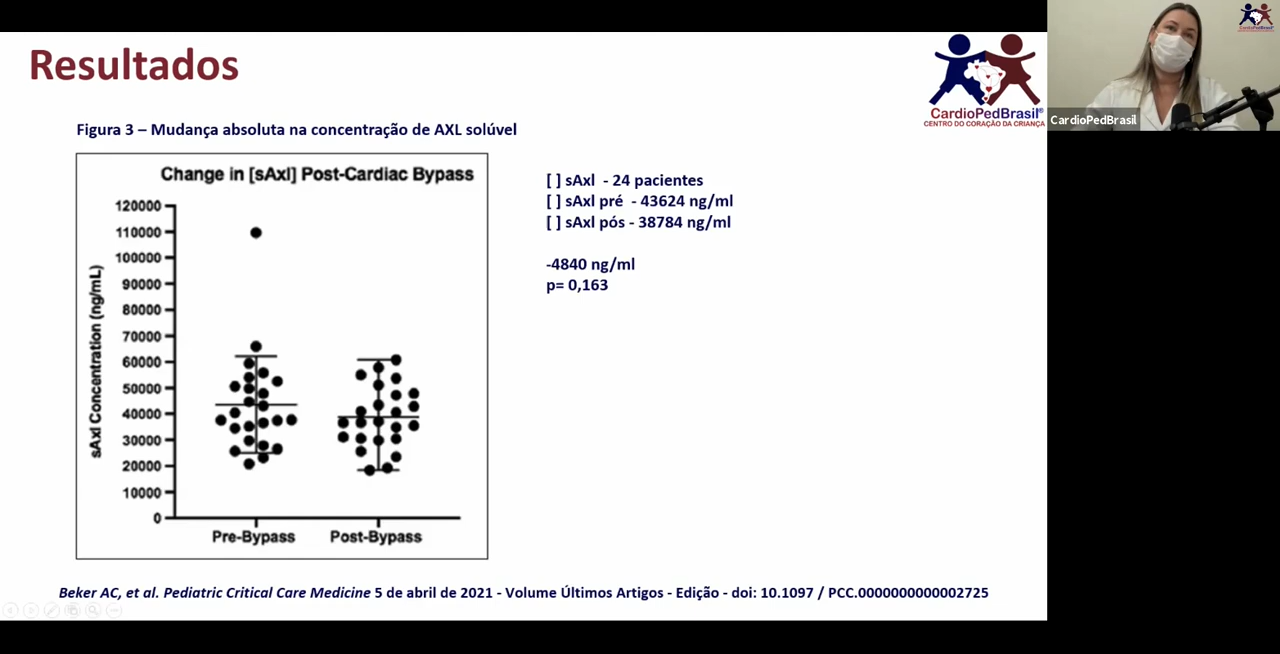 Resultados
CardioPedBrasil®
CENTRO DO CORAÇÃO DA CRIANÇA
CardioPedBrasil
CardioPedBrasil
Figura 3 – Mudança absoluta na concentração de AXL solúvel
Change in [sAxl] Post-Cardiac Bypass
sAxl Concentration (ng/mL)
120000
110000
100000
90000
80000
70000
60000
50000
40000
30000
20000
10000
0
Pre-Bypass Post-Bypass
[ ] sAxl - 24 pacientes
[ ] sAxl pré - 43624 ng/ml
[ ] sAxl pós - 38784 ng/ml
-4840 ng/ml
p= 0,163
Beker AC, et al. Pediatric Critical Care Medicine 5 de abril de 2021 - Volume Últimos Artigos - Edição - doi: 10.1097 / PCC.0000000000002725